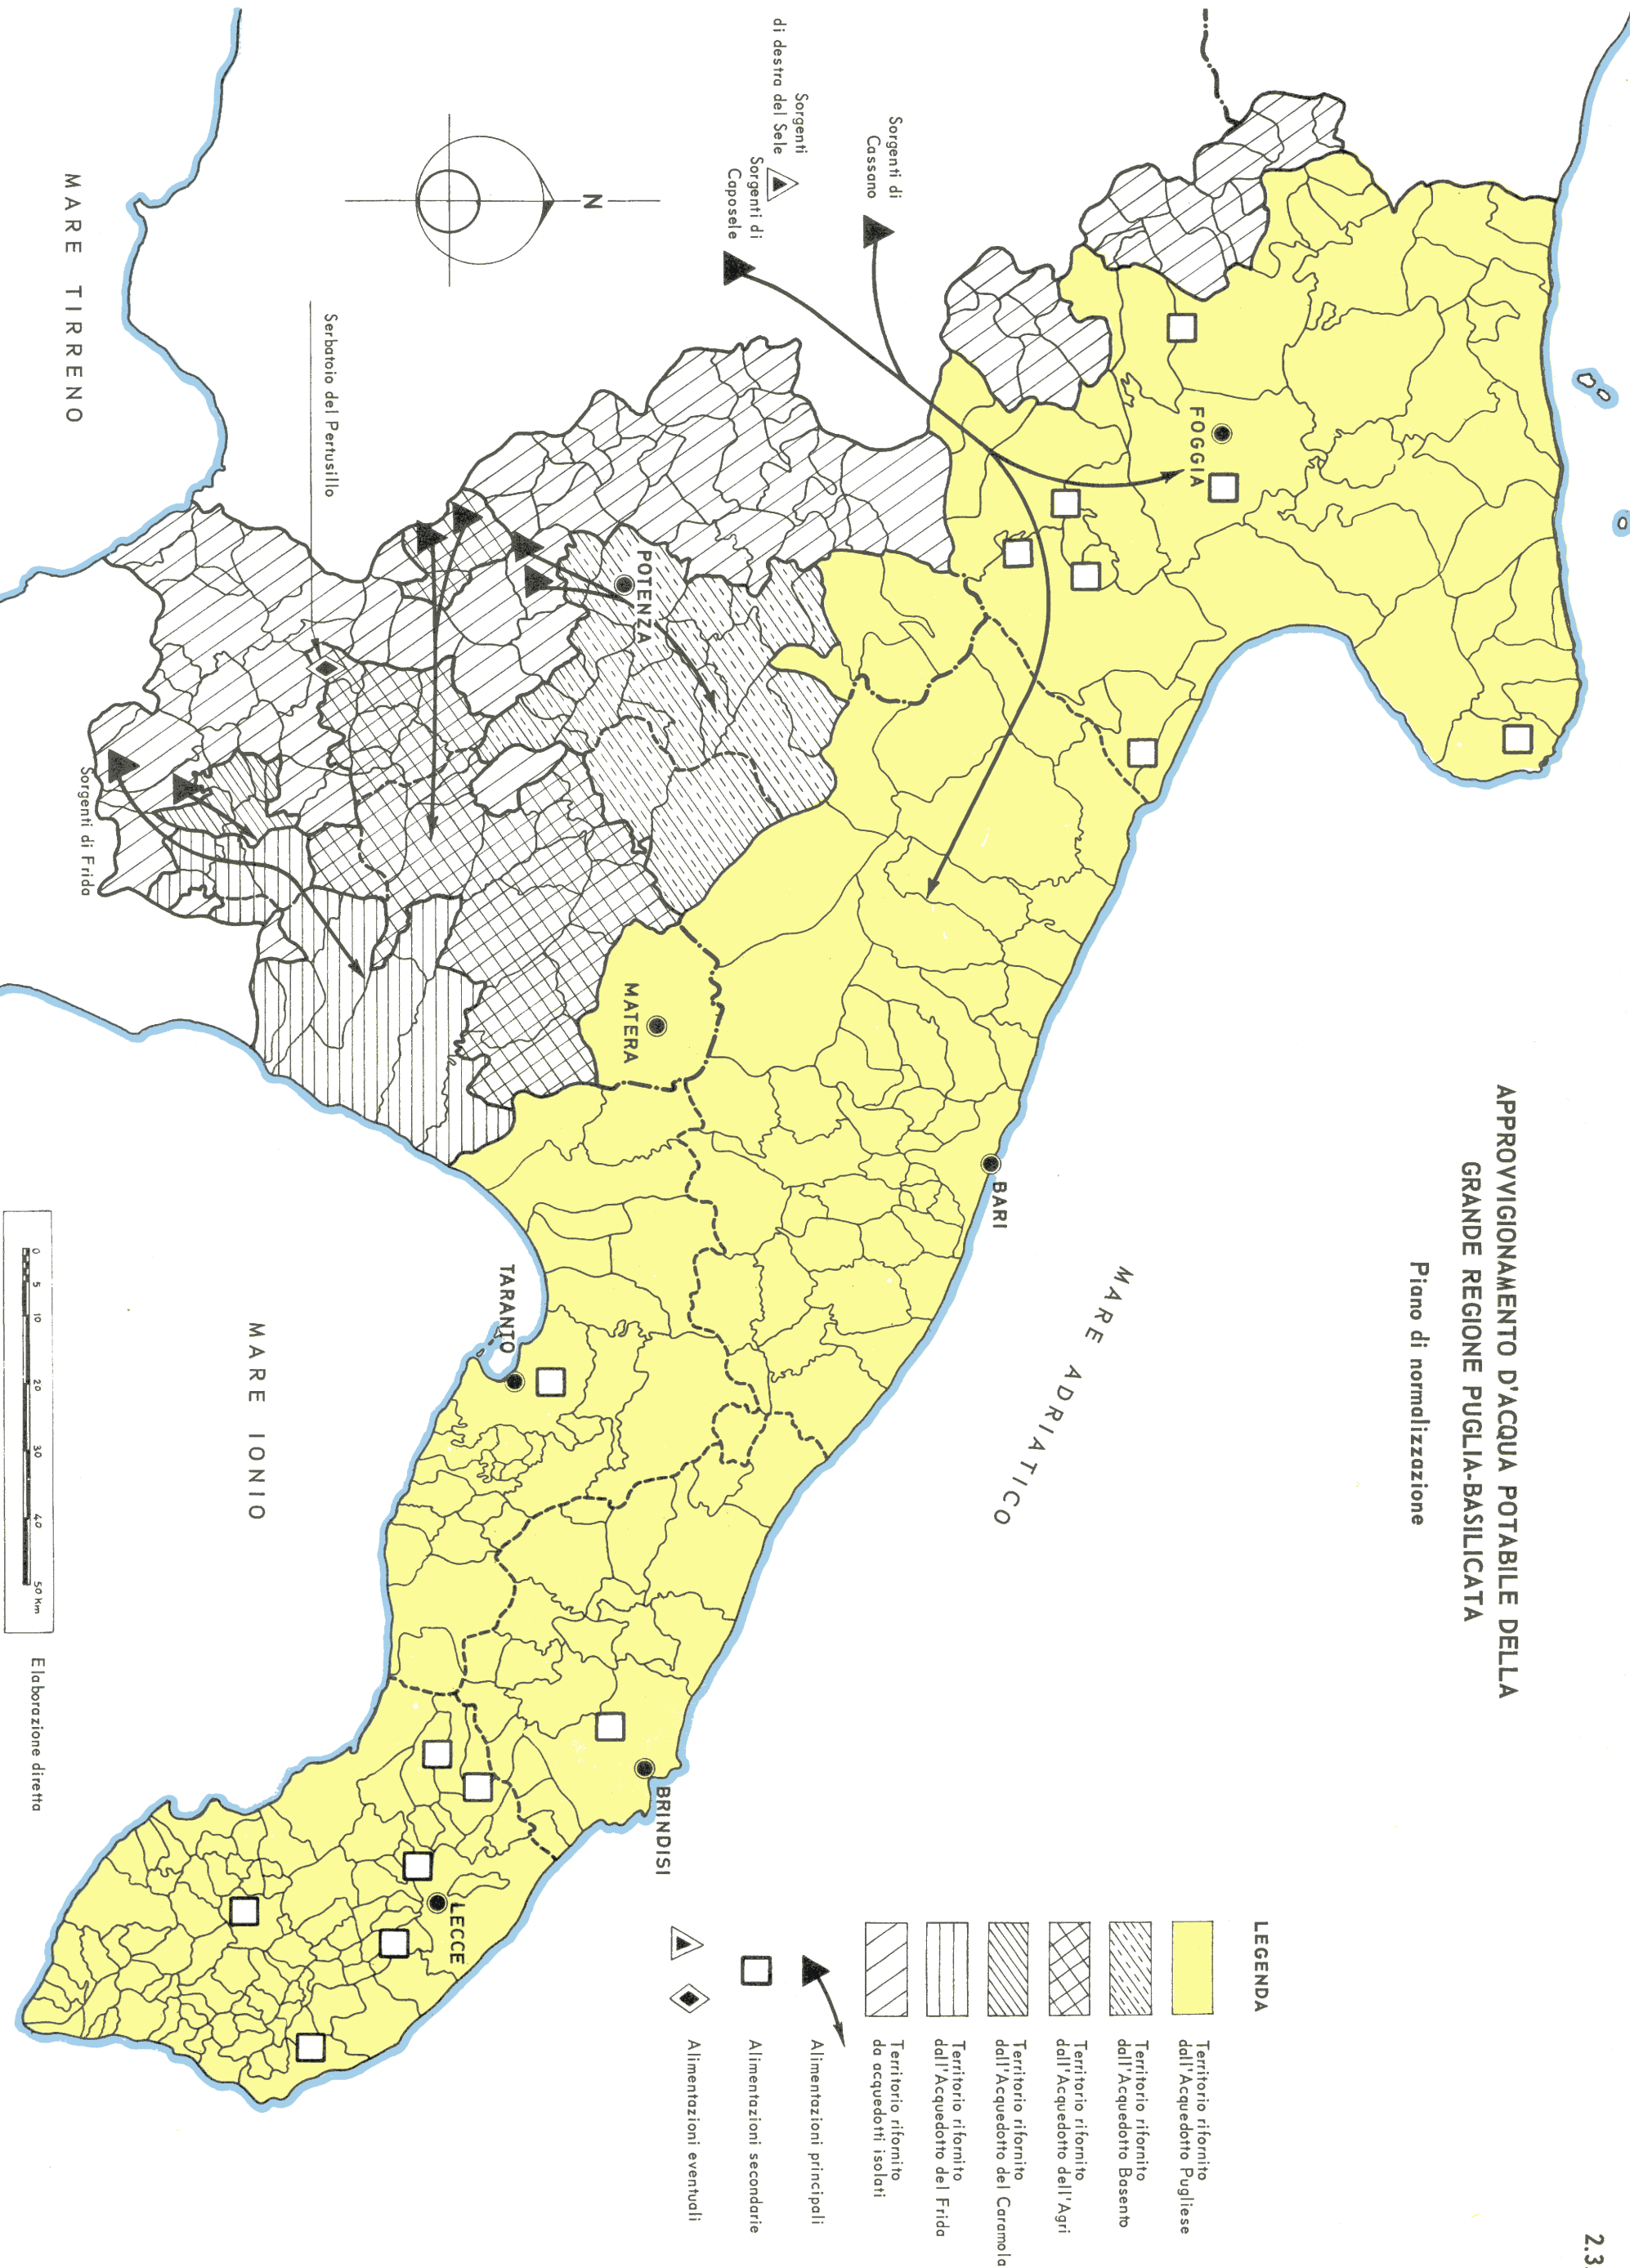 2.3
APPROVVIGIONAMENTO D'ACQUA POTABILE DELLA
GRANDE REGIONE PUGLIA-BASILICATA
Piano di normalizzazione
LEGENDA
Territorio rifornito
dall'Acquedotto Pugliese
Territorio rifornito
dall'Acquedotto Basento
Territorio rifornito
dall'Acquedotto dell'Agri
Territorio rifornito
dall'Acquedotto del Caramola
Territorio rifornito
dall'Acquedotto del Frida
Territorio rifornito
da acquedotti isolati
Alimentazioni principali
Alimentazioni secondarie
Alimentazioni eventuali
FOGGIA
BARI
MARE ADRIATICO
Sorgenti di
Cassano
Sorgenti
di destra del Sele
Sorgenti di
Caposele
N
POTENZA
MATERA
BRINDISI
TARANTO
LECCE
Serbatoio del Pertusillo
Sorgenti di Frida
MARE TIRRENO
MARE IONIO
0 5 10 20 30 40 50 Km
Elaborazione diretta